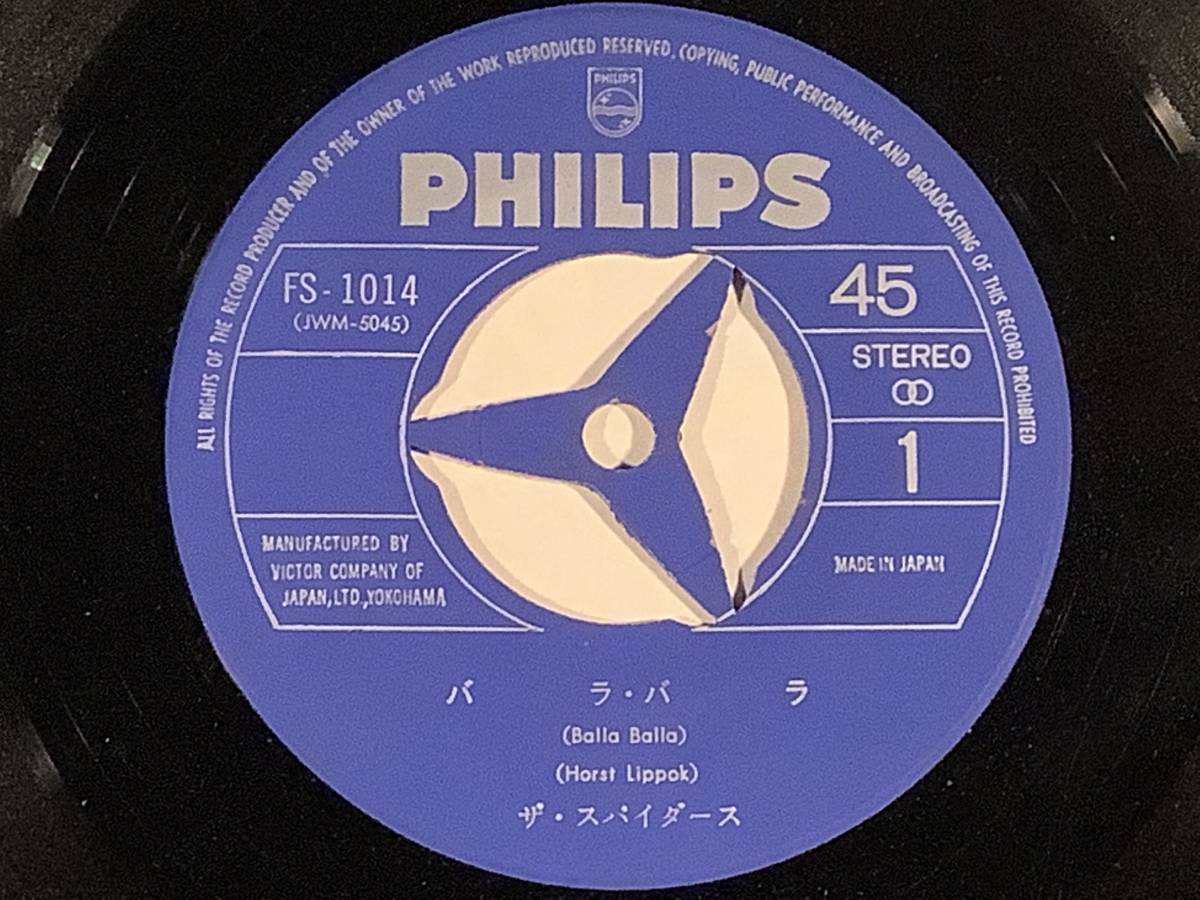 ALL RIGHTS OF THE RECORD PRODUCER AND OF THE OWNER OF THE WORK REPRODUCED RESERVED. COPYING, PUBLIC PERFORMANCE AND BROADCASTING OF THIS RECORD PROHIBITED
PHILIPS
PHILIPS
FS-1014
(JWM-5045)
45
STEREO
1
MANUFACTURED BY
VICTOR COMPANY OF
JAPAN, LTD., YOKOHAMA
MADE IN JAPAN
バラ・バラ
(Balla Balla)
(Horst Lippok)
ザ・スパイダース